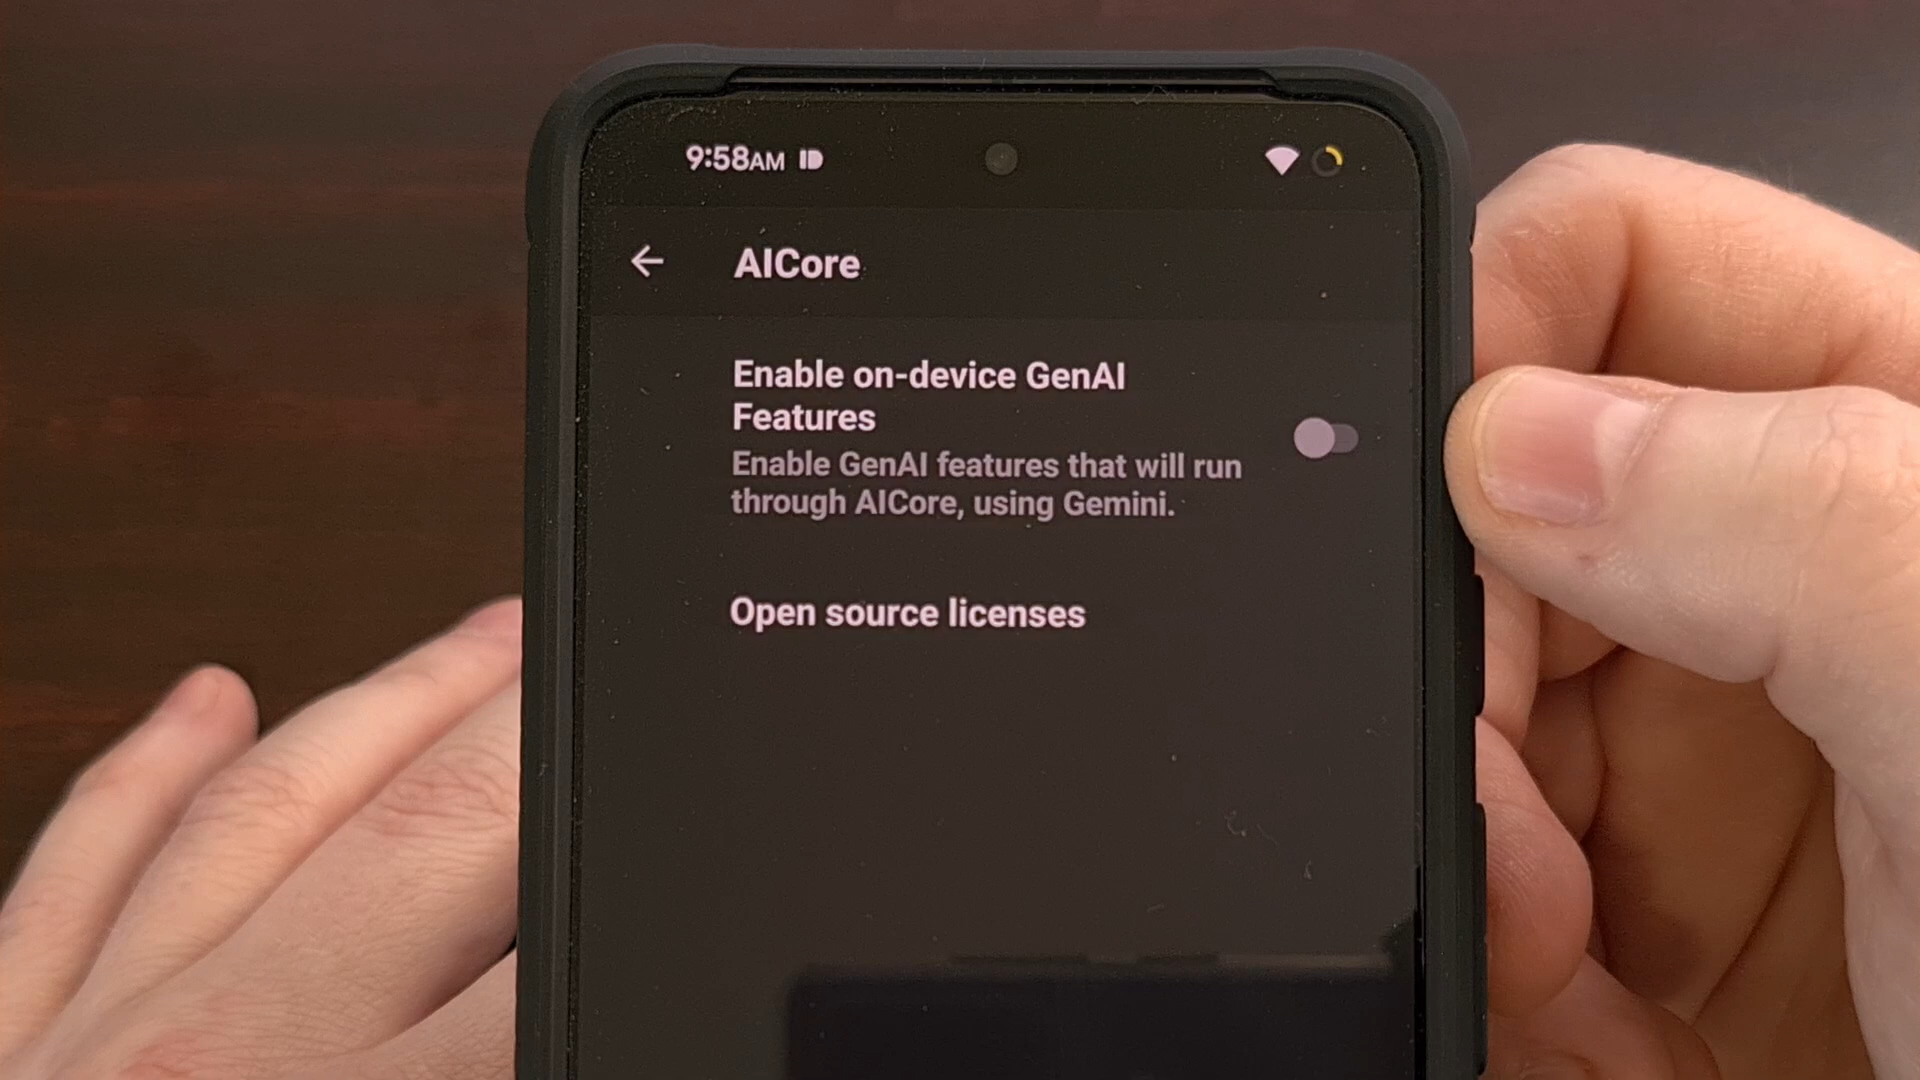 9:58AM
AICore
Enable on-device GenAI
Features
Enable GenAI features that will run
through AICore, using Gemini.
Open source licenses